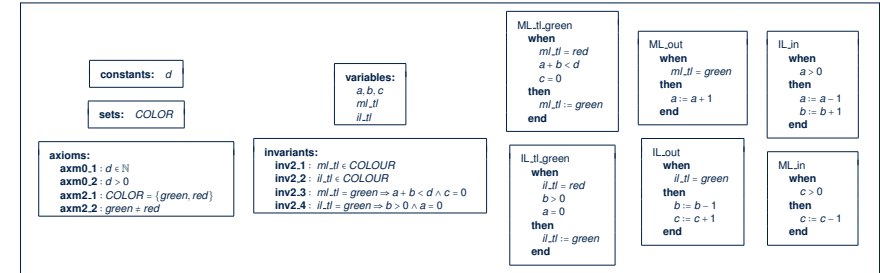 constants: d
sets: COLOR
axioms:
axm0_1 : d ∈ ℕ
axm0_2 : d > 0
axm2_1 : COLOR = {green, red}
axm2_2 : green ≠ red
variables:
a, b, c
ml_tl
il_tl
invariants:
inv2_1 : ml_tl ∈ COLOUR
inv2_2 : il_tl ∈ COLOUR
inv2_3 : ml_tl = green ⇒ a + b < d ∧ c = 0
inv2_4 : il_tl = green ⇒ b > 0 ∧ a = 0
ML_tl_green
when
ml_tl = red
a + b < d
c = 0
then
ml_tl := green
end
IL_tl_green
when
il_tl = red
b > 0
a = 0
then
il_tl := green
end
ML_out
when
ml_tl = green
then
a := a + 1
end
IL_out
when
il_tl = green
then
b := b − 1
c := c + 1
end
IL_in
when
a > 0
then
a := a − 1
b := b + 1
end
ML_in
when
c > 0
then
c := c − 1
end